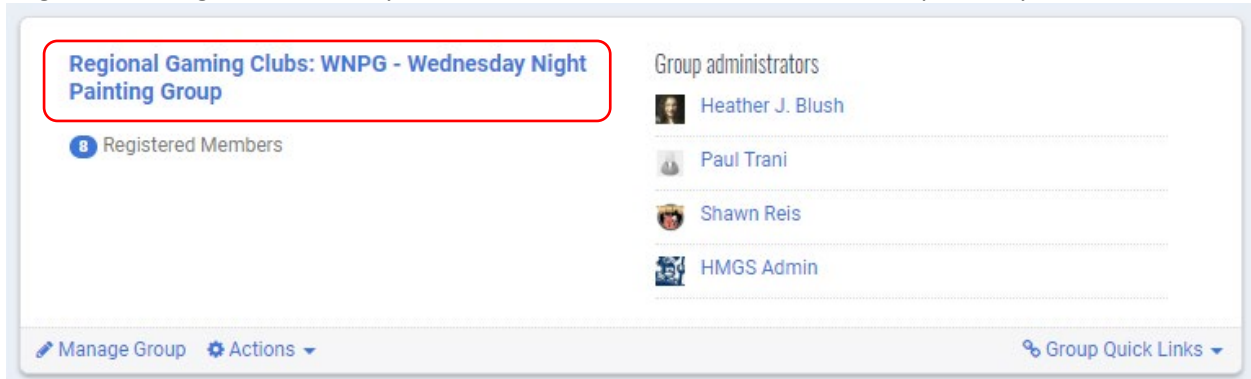 Regional Gaming Clubs: WNPG - Wednesday Night
Painting Group
8 Registered Members
Group administrators
Heather J. Blush
Paul Trani
Shawn Reis
HMGS Admin
Manage Group Actions
Group Quick Links